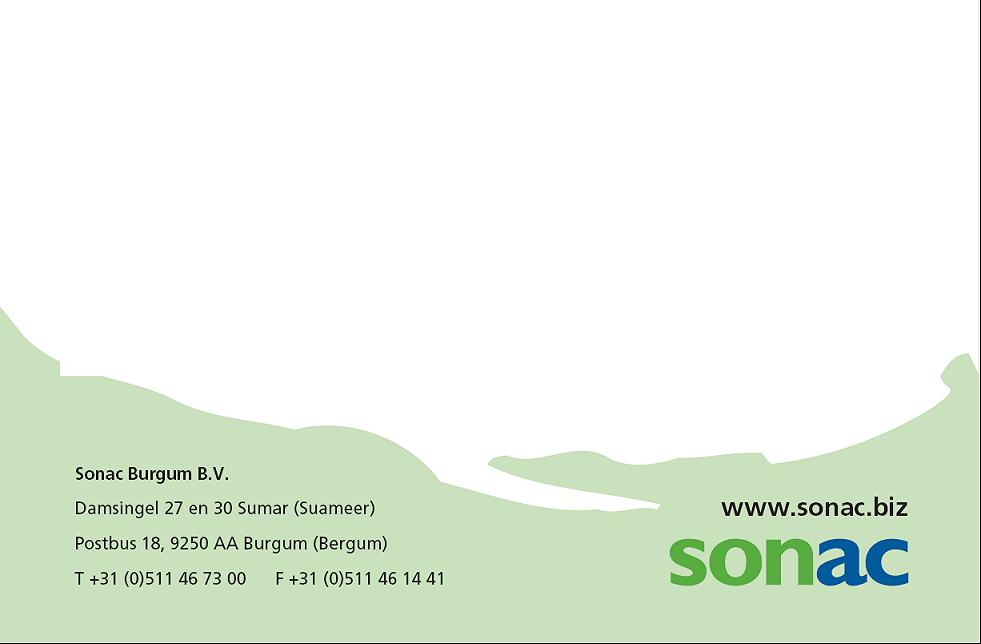 Sonac Burgum B.V.
Damsingel 27 en 30 Sumar (Suameer)
Postbus 18, 9250 AA Burgum (Bergum)
T +31 (0)511 46 73 00 F +31 (0)511 46 14 41
www.sonac.biz
sonac